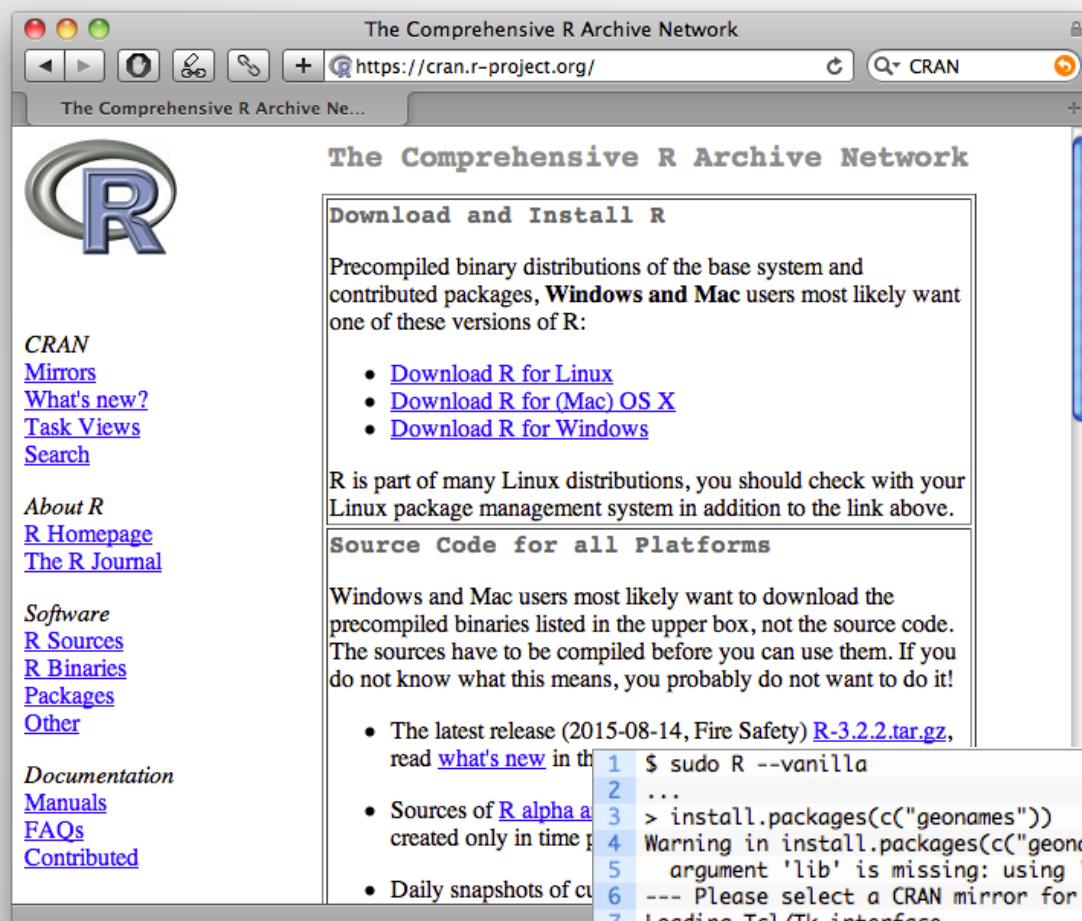 The Comprehensive R Archive Network
https://cran.r-project.org/
CRAN
The Comprehensive R Archive Ne...
R
CRAN
Mirrors
What's new?
Task Views
Search
About R
R Homepage
The R Journal
Software
R Sources
R Binaries
Packages
Other
Documentation
Manuals
FAQs
Contributed
The Comprehensive R Archive Network
Download and Install R
Precompiled binary distributions of the base system and
contributed packages, Windows and Mac users most likely want
one of these versions of R:
• Download R for Linux
• Download R for (Mac) OS X
• Download R for Windows
R is part of many Linux distributions, you should check with your
Linux package management system in addition to the link above.
Source Code for all Platforms
Windows and Mac users most likely want to download the
precompiled binaries listed in the upper box, not the source code.
The sources have to be compiled before you can use them. If you
do not know what this means, you probably do not want to do it!
• The latest release (2015-08-14, Fire Safety) R-3.2.2.tar.gz,
read what's new in th
• Sources of R alpha a
created only in time p
• Daily snapshots of cu
1 $ sudo R --vanilla
2 ...
3 > install.packages(c("geonames"))
4 Warning in install.packages(c("geona
5 argument 'lib' is missing: using '
6 --- Please select a CRAN mirror for
7 Loading Tcl/Tk interface